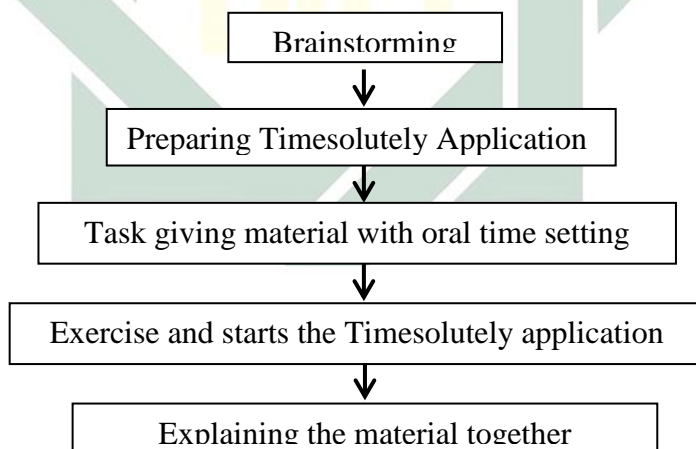 Brainstorming
Preparing Timesolutely Application
Task giving material with oral time setting
Exercise and starts the Timesolutely application
Explaining the material together